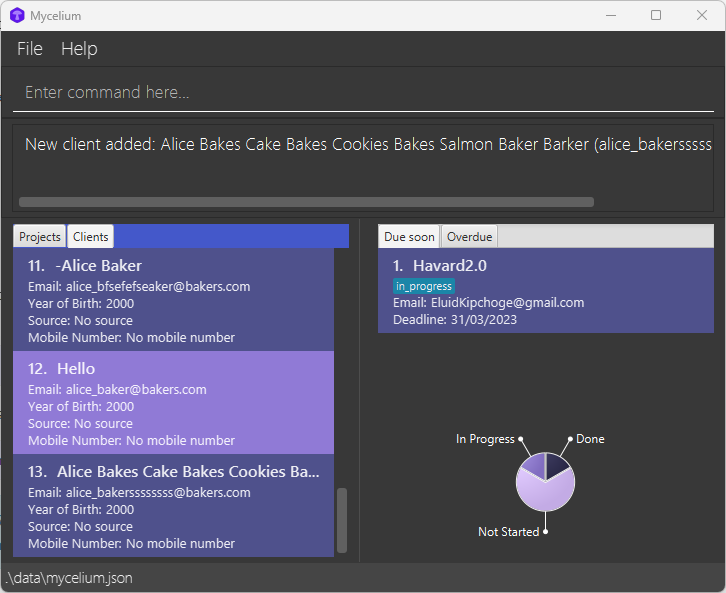 Mycelium
File Help
Enter command here...
New client added: Alice Bakes Cake Bakes Cookies Bakes Salmon Baker Barker (alice_bakersssss
Projects Clients
11. -Alice Baker
Email: alice_bfsefefseaker@bakers.com
Year of Birth: 2000
Source: No source
Mobile Number: No mobile number
12. Hello
Email: alice_baker@bakers.com
Year of Birth: 2000
Source: No source
Mobile Number: No mobile number
13. Alice Bakes Cake Bakes Cookies Ba...
Email: alice_bakerssssssss@bakers.com
Year of Birth: 2000
Source: No source
Mobile Number: No mobile number
Due soon Overdue
1. Havard2.0
in_progress
Email: EluidKipchoge@gmail.com
Deadline: 31/03/2023
In Progress Done
Not Started
.\data\mycelium.json